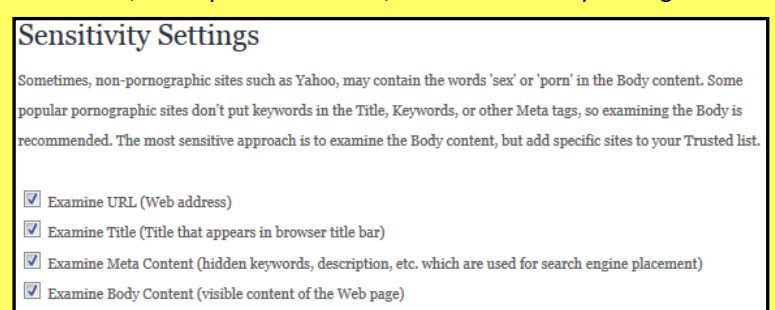 Sensitivity Settings
Sometimes, non-pornographic sites such as Yahoo, may contain the words 'sex' or 'porn' in the Body content. Some
popular pornographic sites don't put keywords in the Title, Keywords, or other Meta tags, so examining the Body is
recommended. The most sensitive approach is to examine the Body content, but add specific sites to your Trusted list.
Examine URL (Web address)
Examine Title (Title that appears in browser title bar)
Examine Meta Content (hidden keywords, description, etc. which are used for search engine placement)
Examine Body Content (visible content of the Web page)